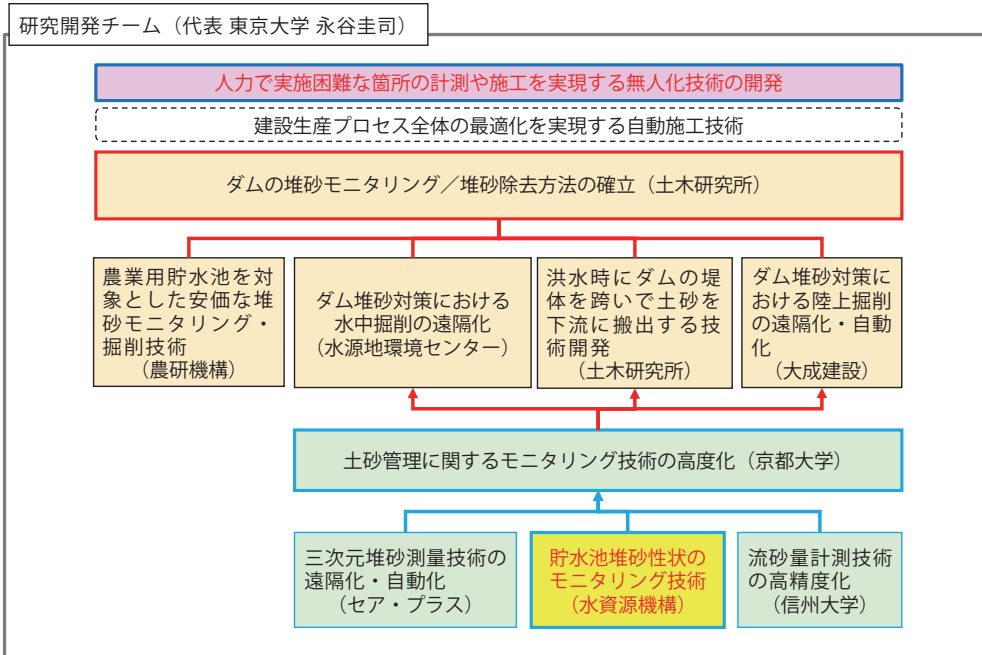 研究開発チーム（代表 東京大学 永谷圭司）
人力で実施困難な箇所の計測や施工を実現する無人化技術の開発
建設生産プロセス全体の最適化を実現する自動施工技術
ダムの堆砂モニタリング／堆砂除去方法の確立（土木研究所）
農業用貯水池を対
象とした安価な堆
砂モニタリング・
掘削技術
（農研機構）
ダム堆砂対策における
水中掘削の遠隔化
（水源地環境センター）
洪水時にダムの堤
体を跨いで土砂を
下流に搬出する技
術開発
（土木研究所）
ダム堆砂対策に
おける陸上掘削
の遠隔化・自動
化
（大成建設）
土砂管理に関するモニタリング技術の高度化（京都大学）
三次元堆砂測量技術の
遠隔化・自動化
（セア・プラス）
貯水池堆砂性状の
モニタリング技術
（水資源機構）
流砂量計測技術
の高精度化
（信州大学）